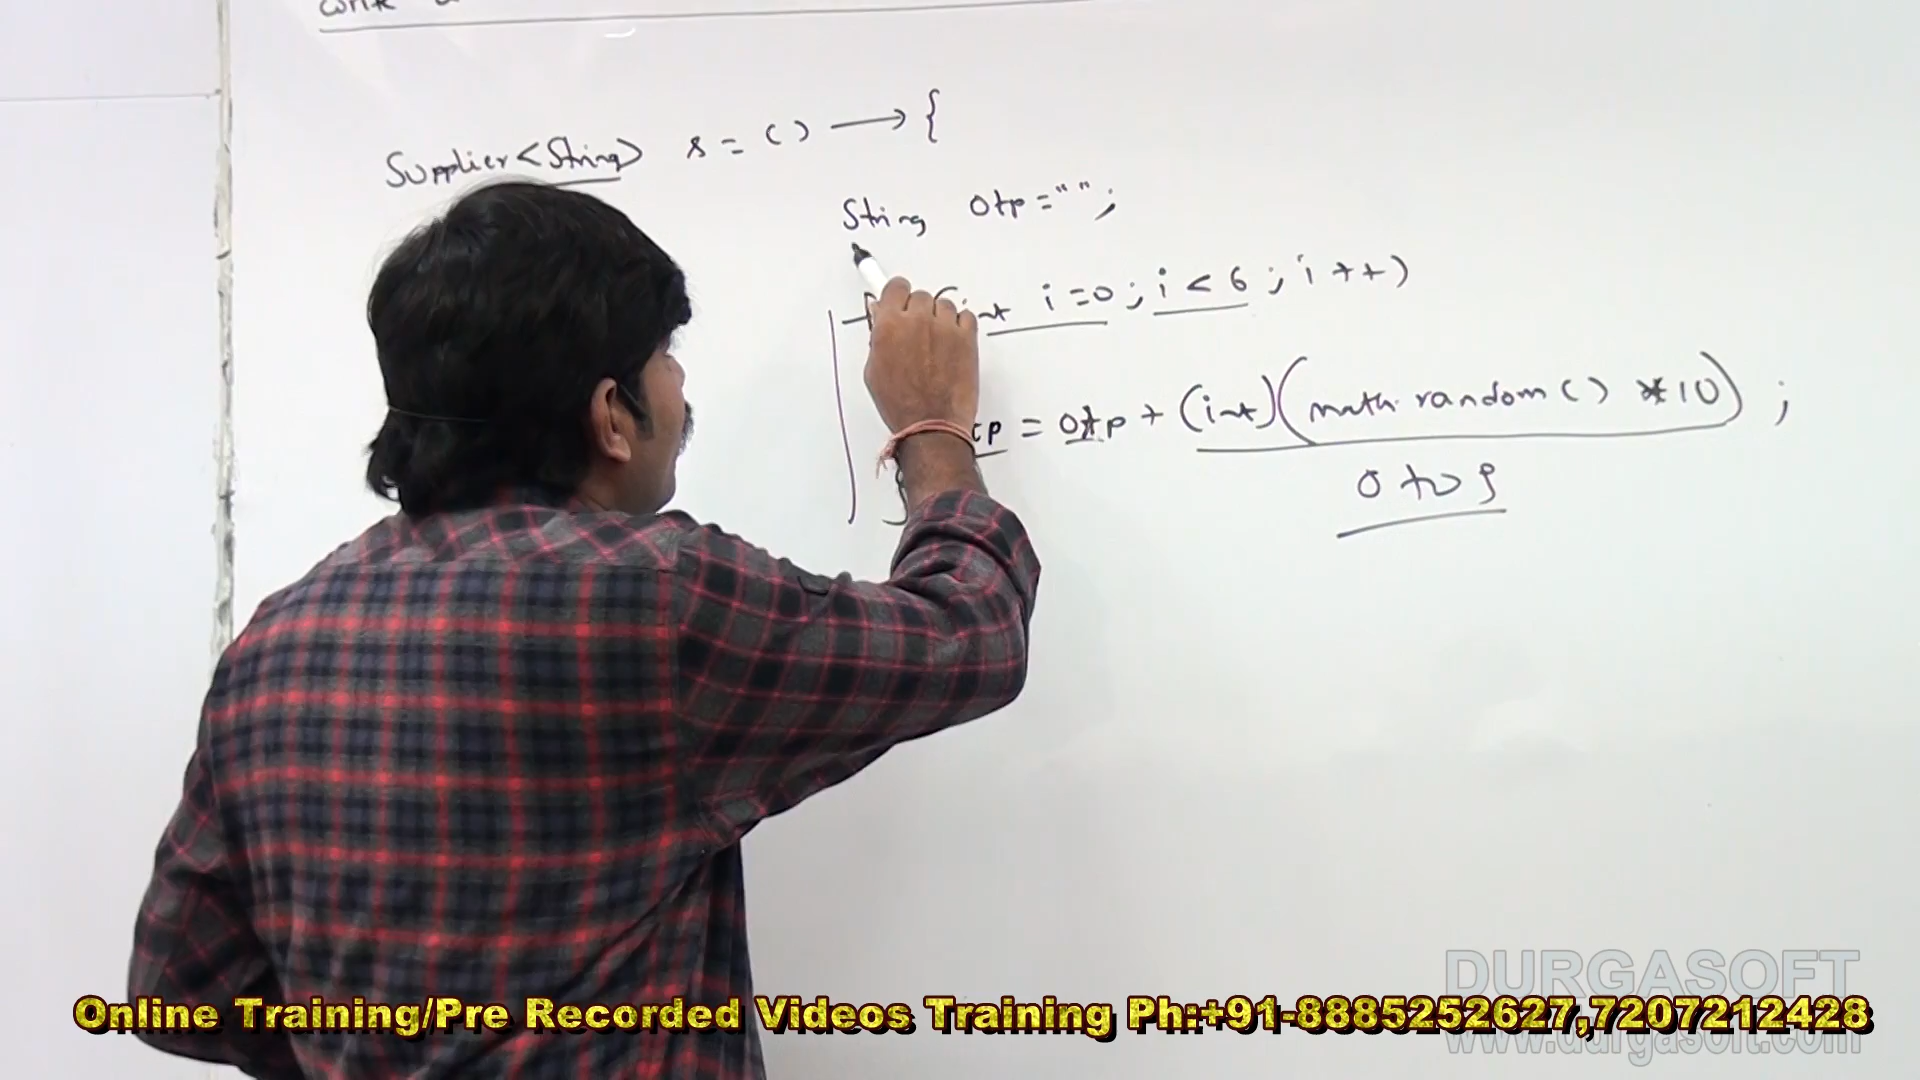 Supplier<String> s = () → {
String otp = "";
int i = 0 ; i < 6 ; i ++)
= otp + (int)(math.random() * 10) ;
0 to 9
}
DURGASOFT
Online Training/Pre Recorded Videos Training Ph:+91-8885252627,7207212428
www.durgasoft.com